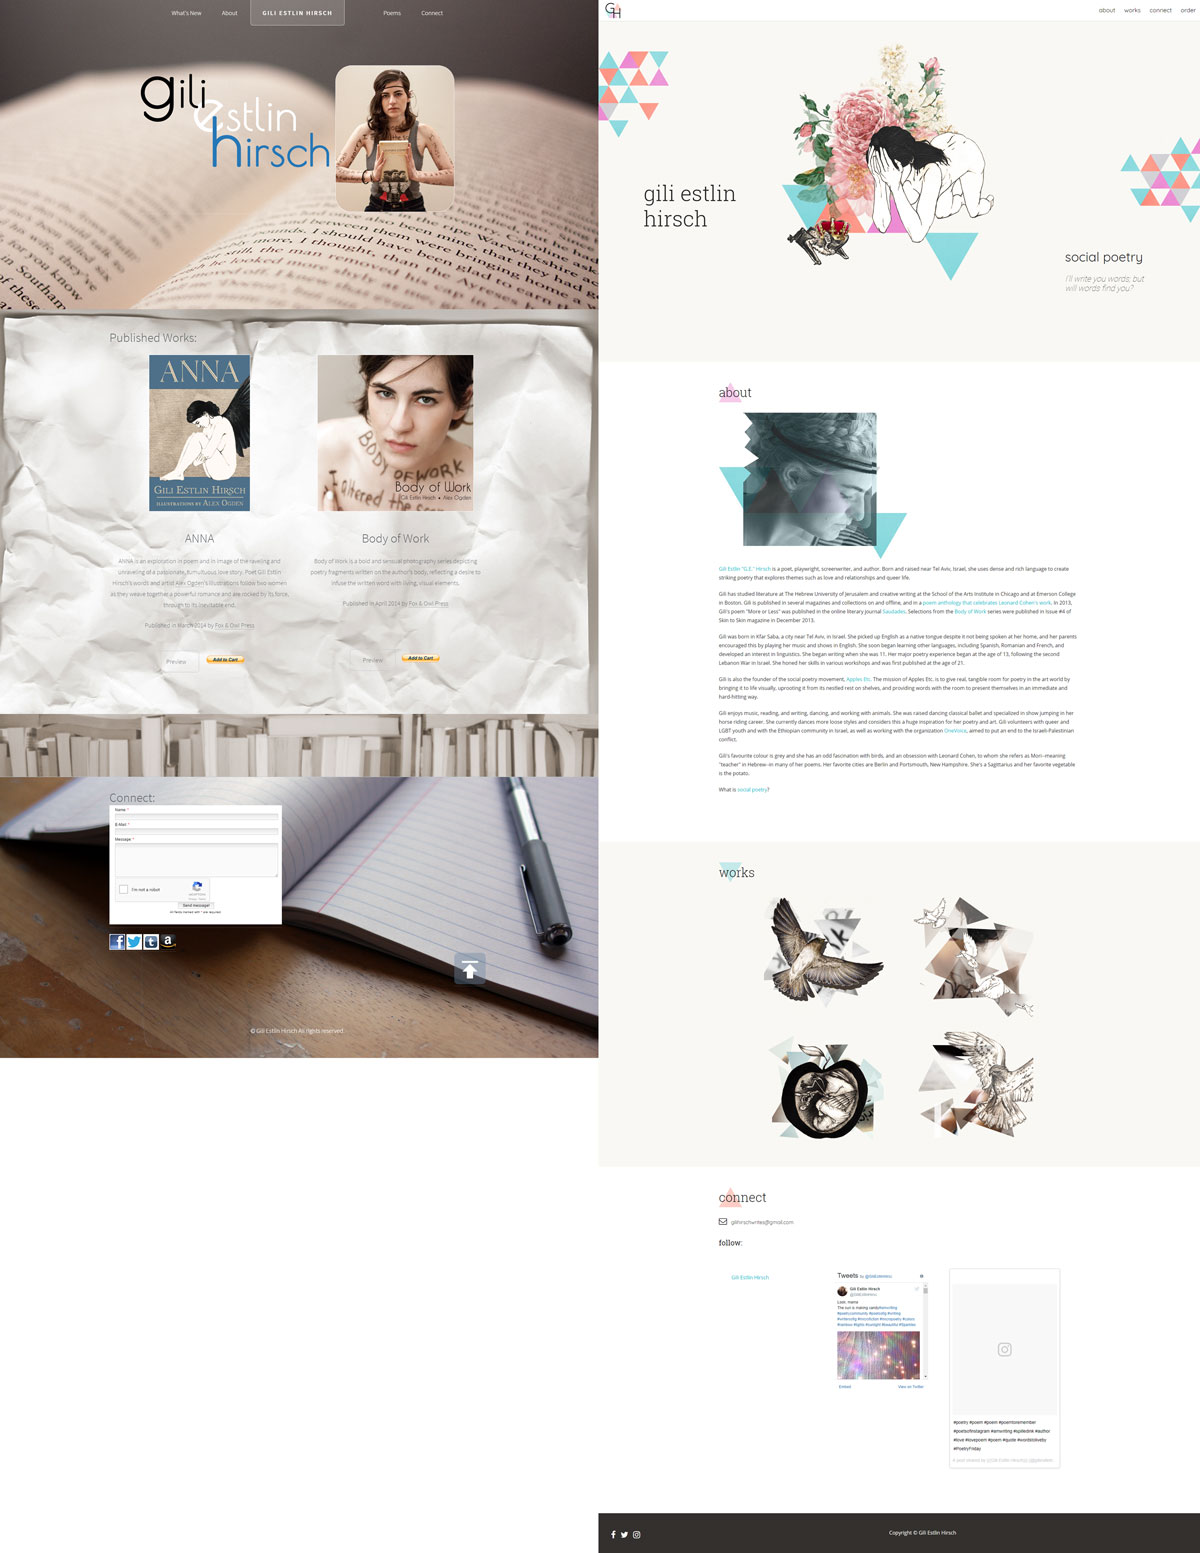 What's New
About
GILI ESTLIN HIRSCH
Poems
Connect
gili
estlin
hirsch
Published Works:
ANNA
GILI ESTLIN HIRSCH
ILLUSTRATIONS BY ALEX OGDEN
BODY OF WORK
I altered the
Body of Work
Gili Estlin Hirsch • Alex Ogden
ANNA
ANNA is an exploration in poem and in image of the raveling and
unraveling of a passionate, tumultuous love story. Poet Gili Estlin
Hirsch's words and artist Alex Ogden's illustrations follow two women
as they weave together a powerful romance and are rocked by its force,
through to its inevitable end.
Published in March 2014 by Fox & Owl Press
Preview
Add to Cart
Body of Work
Body of Work is a bold and sensual photography series depicting
poetry fragments written on the author's body, reflecting a desire to
infuse the written word with living, visual elements.
Published in April 2014 by Fox & Owl Press
Preview
Add to Cart
Connect:
Name *
E-Mail *
Message *
I'm not a robot
reCAPTCHA
Send message!
All fields marked with * are required.
© Gili Estlin Hirsch All rights reserved.
GH
about
works
connect
order
gili estlin
hirsch
social poetry
I'll write you words; but
will words find you?
about
Gili Estlin "G.E." Hirsch is a poet, playwright, screenwriter, and author. Born and raised near Tel Aviv, Israel, she uses dense and rich language to create
striking poetry that explores themes such as love and relationships and queer life.
Gili has studied literature at The Hebrew University of Jerusalem and creative writing at the School of the Arts Institute in Chicago and at Emerson College
in Boston. Gili is published in several magazines and collections on and offline, and in a poem anthology that celebrates Leonard Cohen's work. In 2013,
Gili's poem "More or Less" was published in the online literary journal Saudades. Selections from the Body of Work series were published in Issue #4 of
Skin to Skin magazine in December 2013.
Gili was born in Kfar Saba, a city near Tel Aviv, in Israel. She picked up English as a native tongue despite it not being spoken at her home, and her parents
encouraged this by playing her music and shows in English. She soon began learning other languages, including Spanish, Romanian and French, and
developed an interest in linguistics. She began writing when she was 11. Her major poetry experience began at the age of 13, following the second
Lebanon War in Israel. She honed her skills in various workshops and was first published at the age of 21.
Gili is also the founder of the social poetry movement, Apples Etc. The mission of Apples Etc. is to give real, tangible room for poetry in the art world by
bringing it to life visually, uprooting it from its nestled rest on shelves, and providing words with the room to present themselves in an immediate and
hard-hitting way.
Gili enjoys music, reading, and writing, dancing, and working with animals. She was raised dancing classical ballet and specialized in show jumping in her
horse riding career. She currently dances more loose styles and considers this a huge inspiration for her poetry and art. Gili volunteers with queer and
LGBT youth and with the Ethiopian community in Israel, as well as working with the organization OneVoice, aimed to put an end to the Israeli-Palestinian
conflict.
Gili's favourite colour is grey and she has an odd fascination with birds, and an obsession with Leonard Cohen, to whom she refers as Mori–meaning
"teacher" in Hebrew–in many of her poems. Her favorite cities are Berlin and Portsmouth, New Hampshire. She's a Sagittarius and her favorite vegetable
is the potato.
What is social poetry?
works
connect
gilihirschwrites@gmail.com
follow:
Gili Estlin Hirsch
Tweets by @GiliEstlinHirsc
Gili Estlin Hirsch
@GiliEstlinHirsc
The sun is making candy #amwriting
Embed
View on Twitter
#poetry #poem #poem #poemtoremember
#poetsofinstagram #amwriting #spilledink #author
#love #lovepoem #poem #quote #wordstoliveby
#PoetryFriday
Copyright © Gili Estlin Hirsch